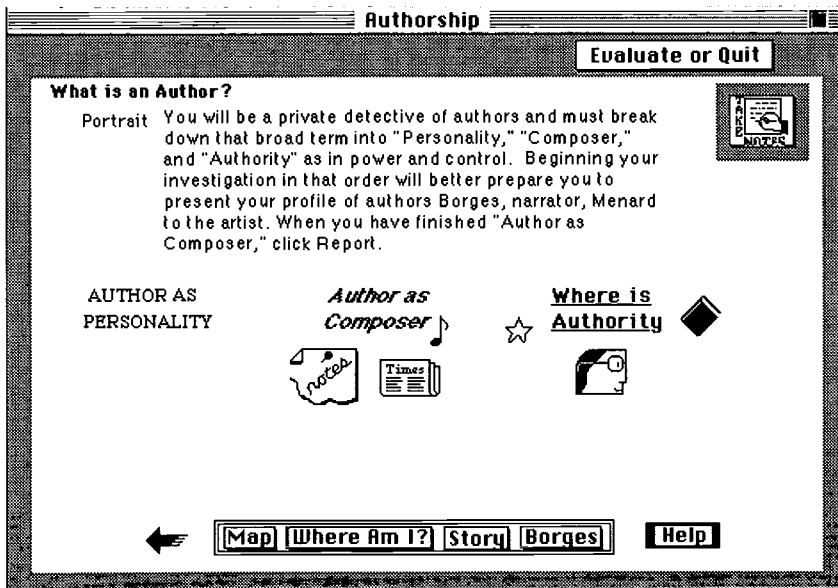 Authorship
Evaluate or Quit
What is an Author?
Portrait You will be a private detective of authors and must break
down that broad term into "Personality," "Composer,"
and "Authority" as in power and control. Beginning your
investigation in that order will better prepare you to
present your profile of authors Borges, narrator, Menard
to the artist. When you have finished "Author as
Composer," click Report.
TAKE
NOTES
AUTHOR AS
PERSONALITY
Author as
Composer
Where is
Authority
notes
Times
Map Where Am I? Story Borges Help